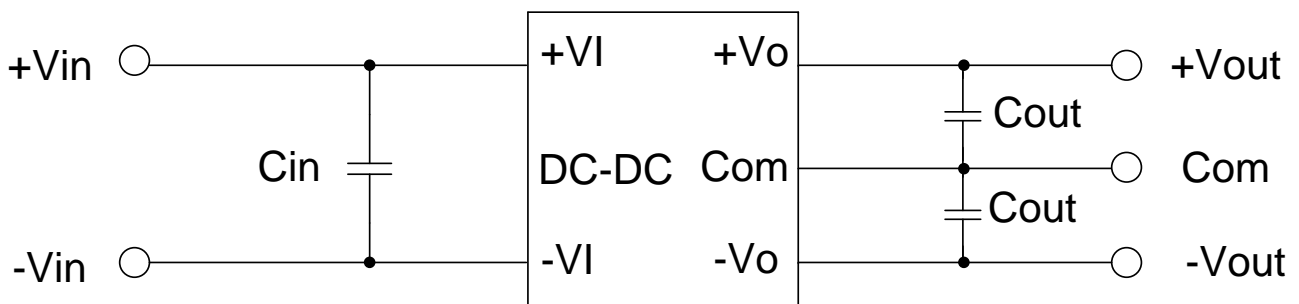 +Vin
+VI
+Vo
+Vout
Cout
Cin
DC-DC
Com
Com
Cout
-Vin
-VI
-Vo
-Vout